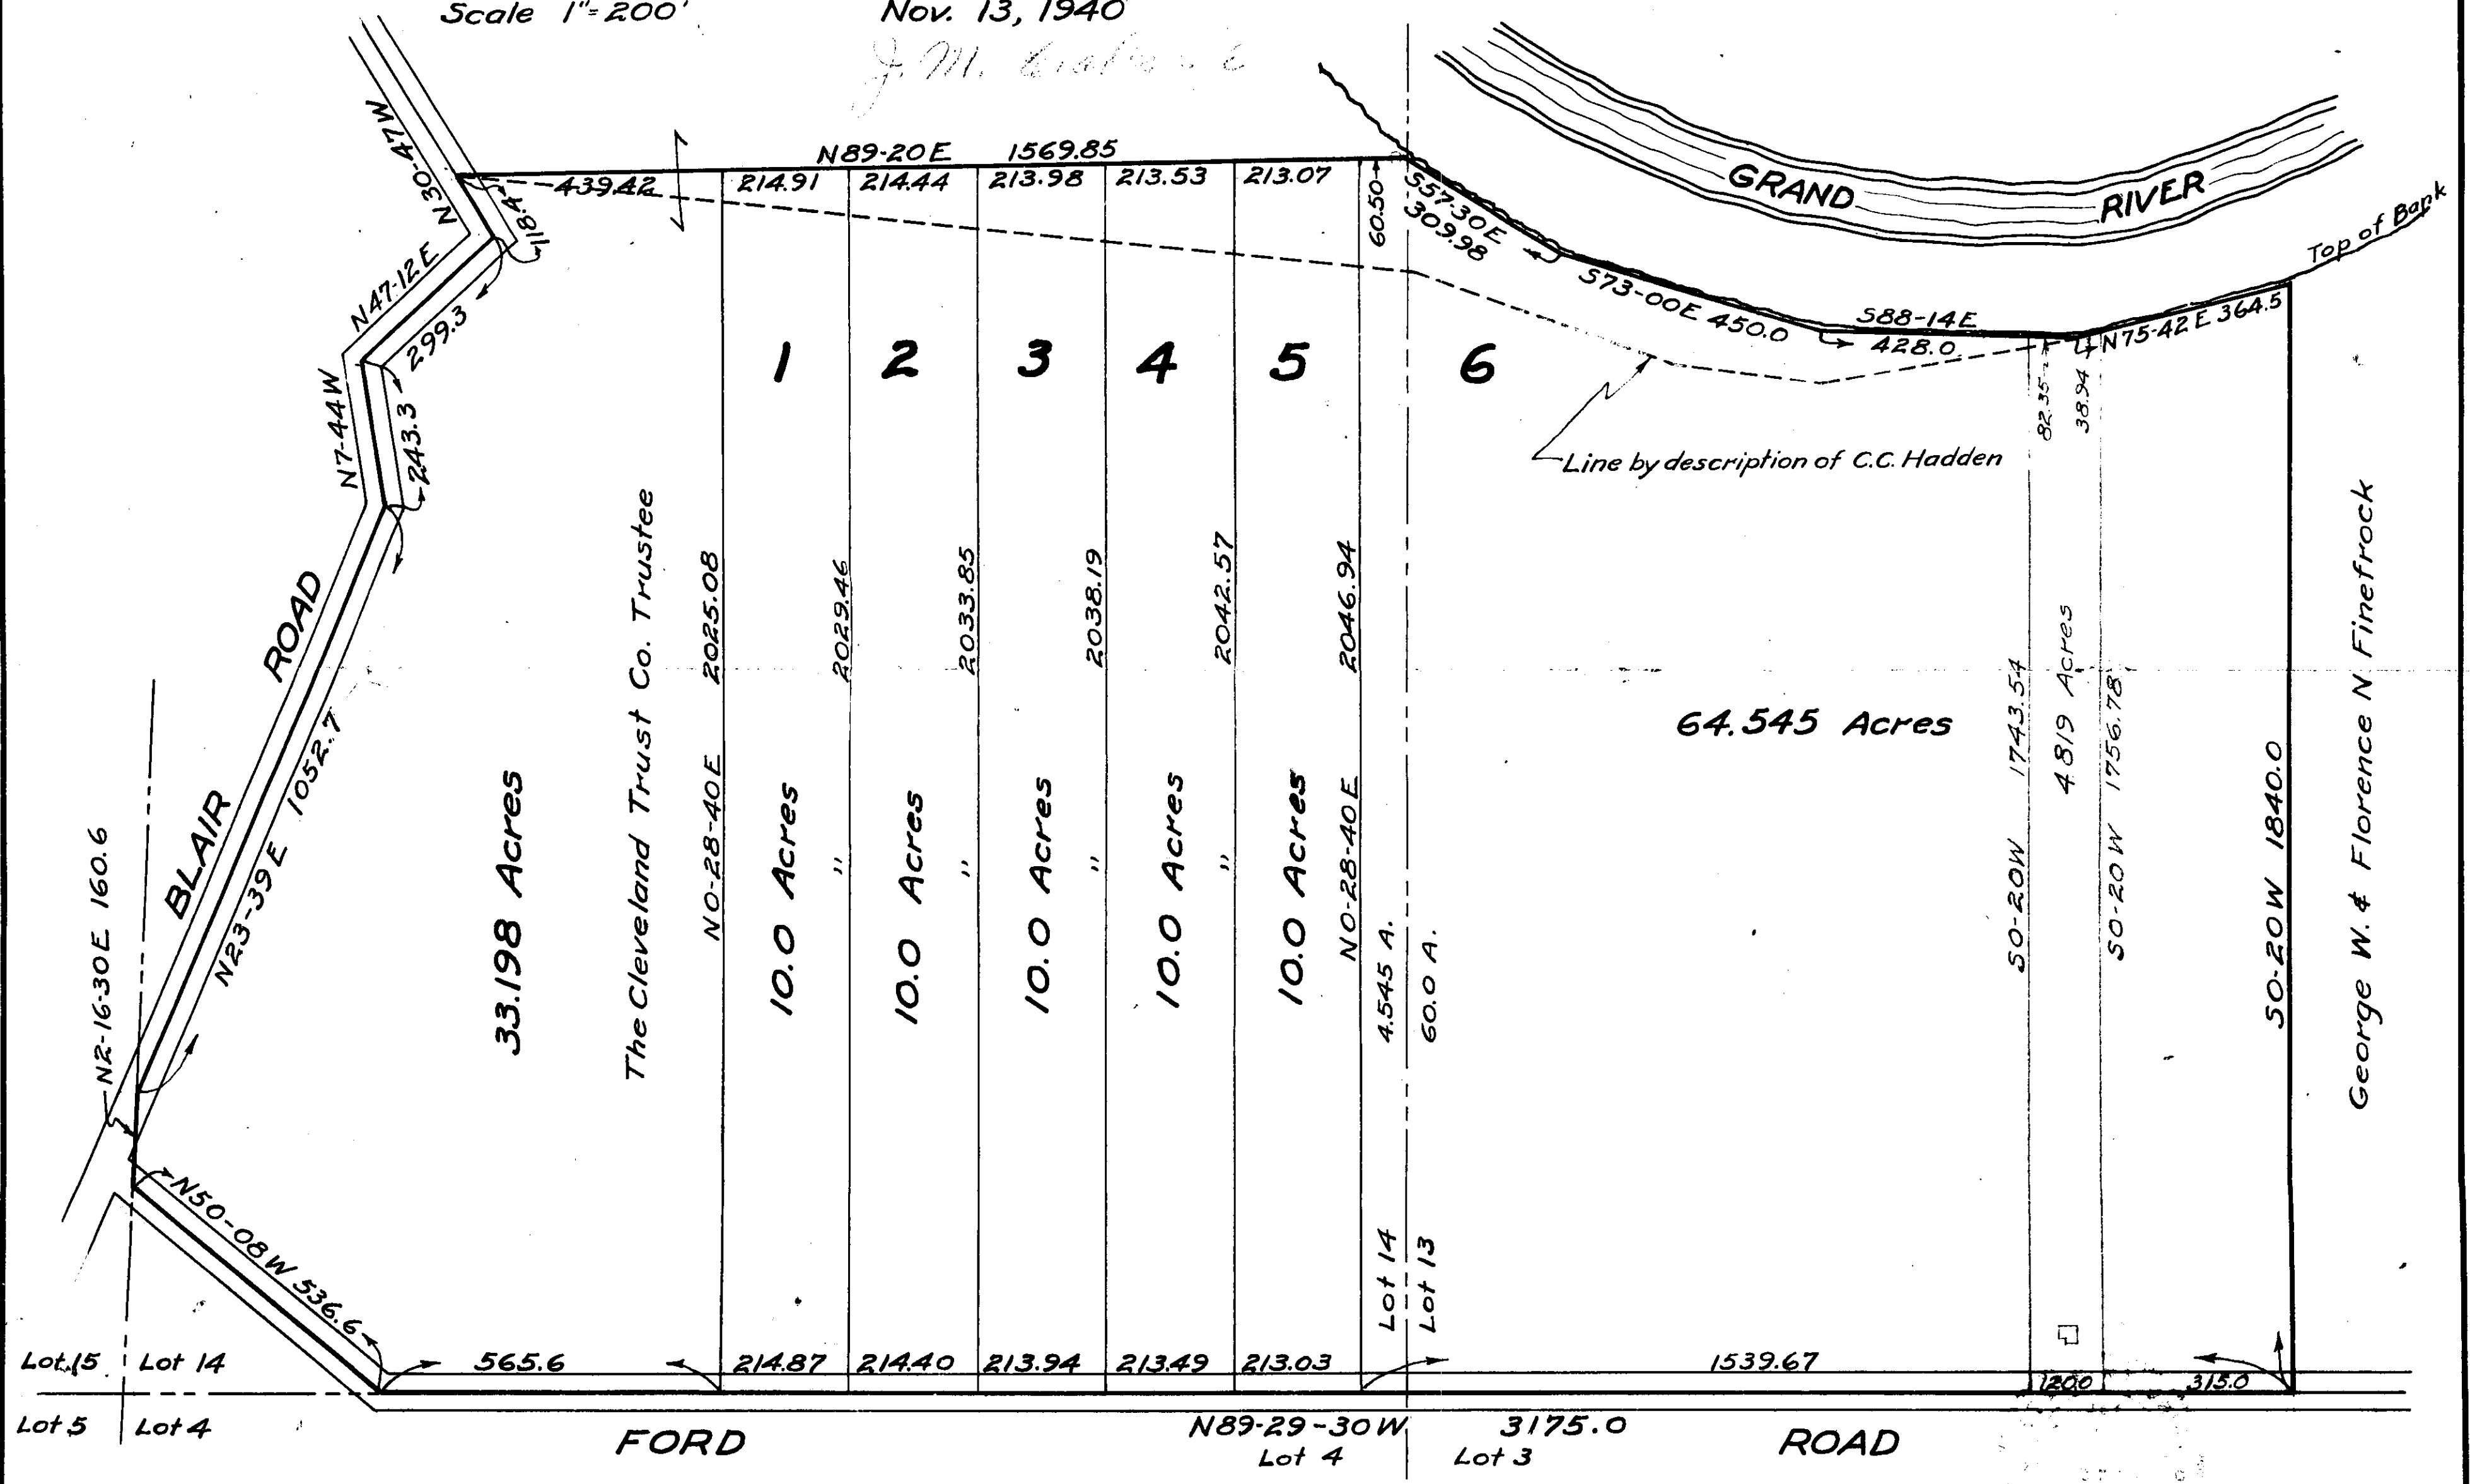 Scale 1"=200'
Nov. 13, 1940
J. M.
N30-47W
N89-20E 1569.85
439.42
214.91
214.44
213.98
213.53
213.07
60.50
118.4
S57-30E
309.98
GRAND RIVER
Top of Bank
S73-00E 450.0
S88-14E
428.0
N75-42E 364.5
N47-12E
299.3
N7-44W
243.3
1
2
3
4
5
6
82.35
38.94
Line by description of C.C. Hadden
BLAIR ROAD
N23-39E 1052.7
N2-16-30E 160.6
33.198 Acres
The Cleveland Trust Co. Trustee
N0-28-40E 2025.08
10.0 Acres
" 2029.46
10.0 Acres
" 2033.85
10.0 Acres
" 2038.19
10.0 Acres
" 2042.57
10.0 Acres
N0-28-40E 2046.94
4.545 A.
60.0 A.
64.545 Acres
S0-20W 1743.54
4.819 Acres
S0-20W 1756.78
S0-20W 1840.0
George W. & Florence N Finefrock
N50-08W 536.6
Lot 14
Lot 13
Lot 15
Lot 14
565.6
214.87
214.40
213.94
213.49
213.03
1539.67
120.0
315.0
Lot 5
Lot 4
FORD ROAD
N89-29-30W 3175.0
Lot 4
Lot 3